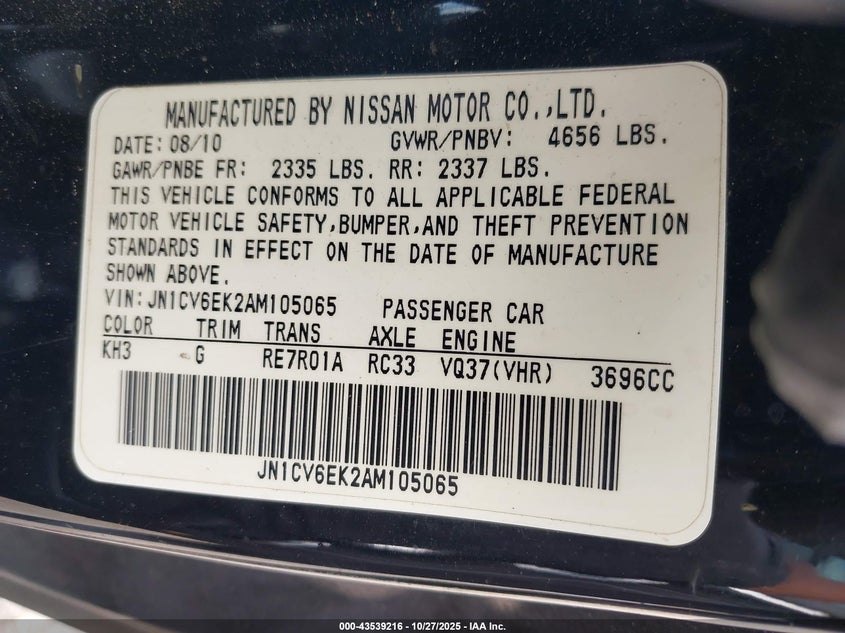 MANUFACTURED BY NISSAN MOTOR CO.,LTD.
DATE: 08/10 GVWR/PNBV: 4656 LBS.
GAWR/PNBE FR: 2335 LBS. RR: 2337 LBS.
THIS VEHICLE CONFORMS TO ALL APPLICABLE FEDERAL
MOTOR VEHICLE SAFETY,BUMPER,AND THEFT PREVENTION
STANDARDS IN EFFECT ON THE DATE OF MANUFACTURE
SHOWN ABOVE.
VIN:JN1CV6EK2AM105065 PASSENGER CAR
COLOR TRIM TRANS AXLE ENGINE
KH3 G RE7R01A RC33 VQ37(VHR) 3696CC
JN1CV6EK2AM105065
000-43539216 - 10/27/2025 - IAA Inc.